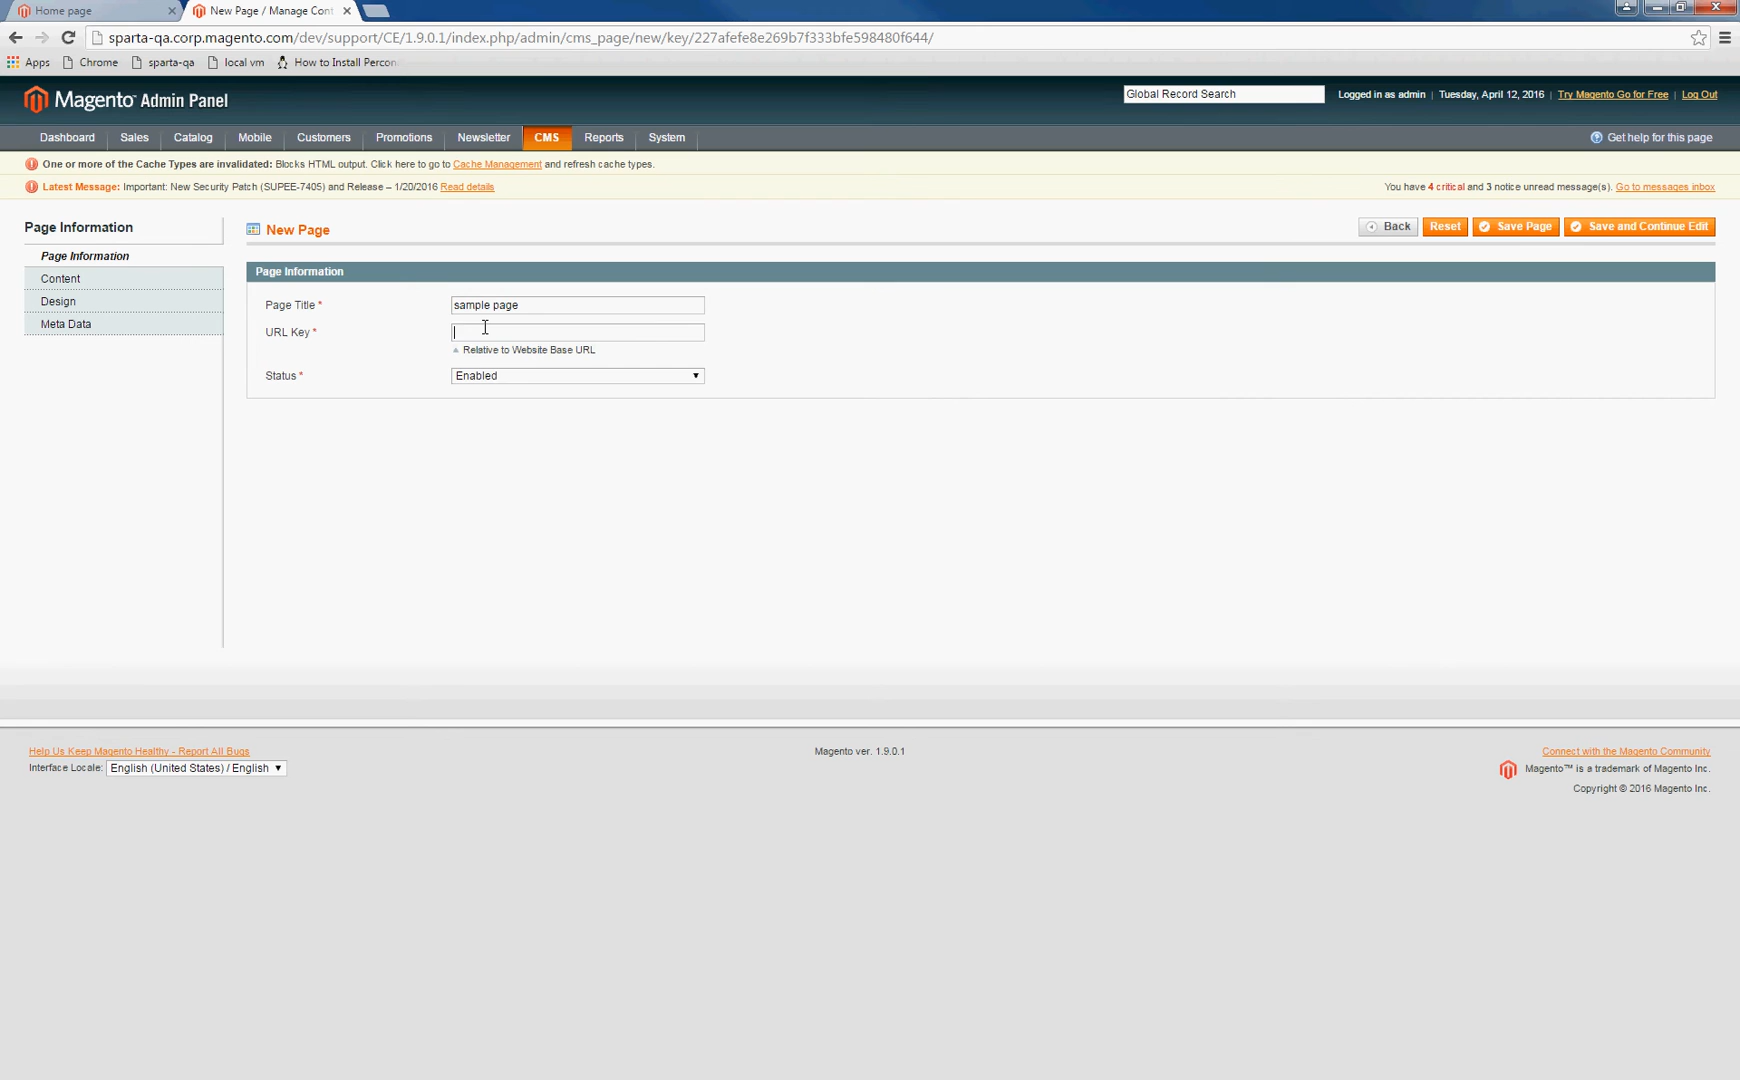 Home page
New Page / Manage Cont
sparta-qa.corp.magento.com/dev/support/CE/1.9.0.1/index.php/admin/cms_page/new/key/227afefe8e269b7f333bfe598480f644/
Apps Chrome sparta-qa local vm How to Install Percon
Magento Admin Panel
Global Record Search
Logged in as admin | Tuesday, April 12, 2016 | Try Magento Go for Free | Log Out
Dashboard Sales Catalog Mobile Customers Promotions Newsletter CMS Reports System
Get help for this page
One or more of the Cache Types are invalidated: Blocks HTML output. Click here to go to Cache Management and refresh cache types.
Latest Message: Important: New Security Patch (SUPEE-7405) and Release – 1/20/2016 Read details
You have 4 critical and 3 notice unread message(s). Go to messages inbox
Page Information
Page Information
Content
Design
Meta Data
New Page
Back Reset Save Page Save and Continue Edit
Page Information
Page Title * sample page
URL Key *
Relative to Website Base URL
Status * Enabled
Help Us Keep Magento Healthy - Report All Bugs
Interface Locale: English (United States) / English
Magento ver. 1.9.0.1
Connect with the Magento Community
Magento™ is a trademark of Magento Inc.
Copyright © 2016 Magento Inc.